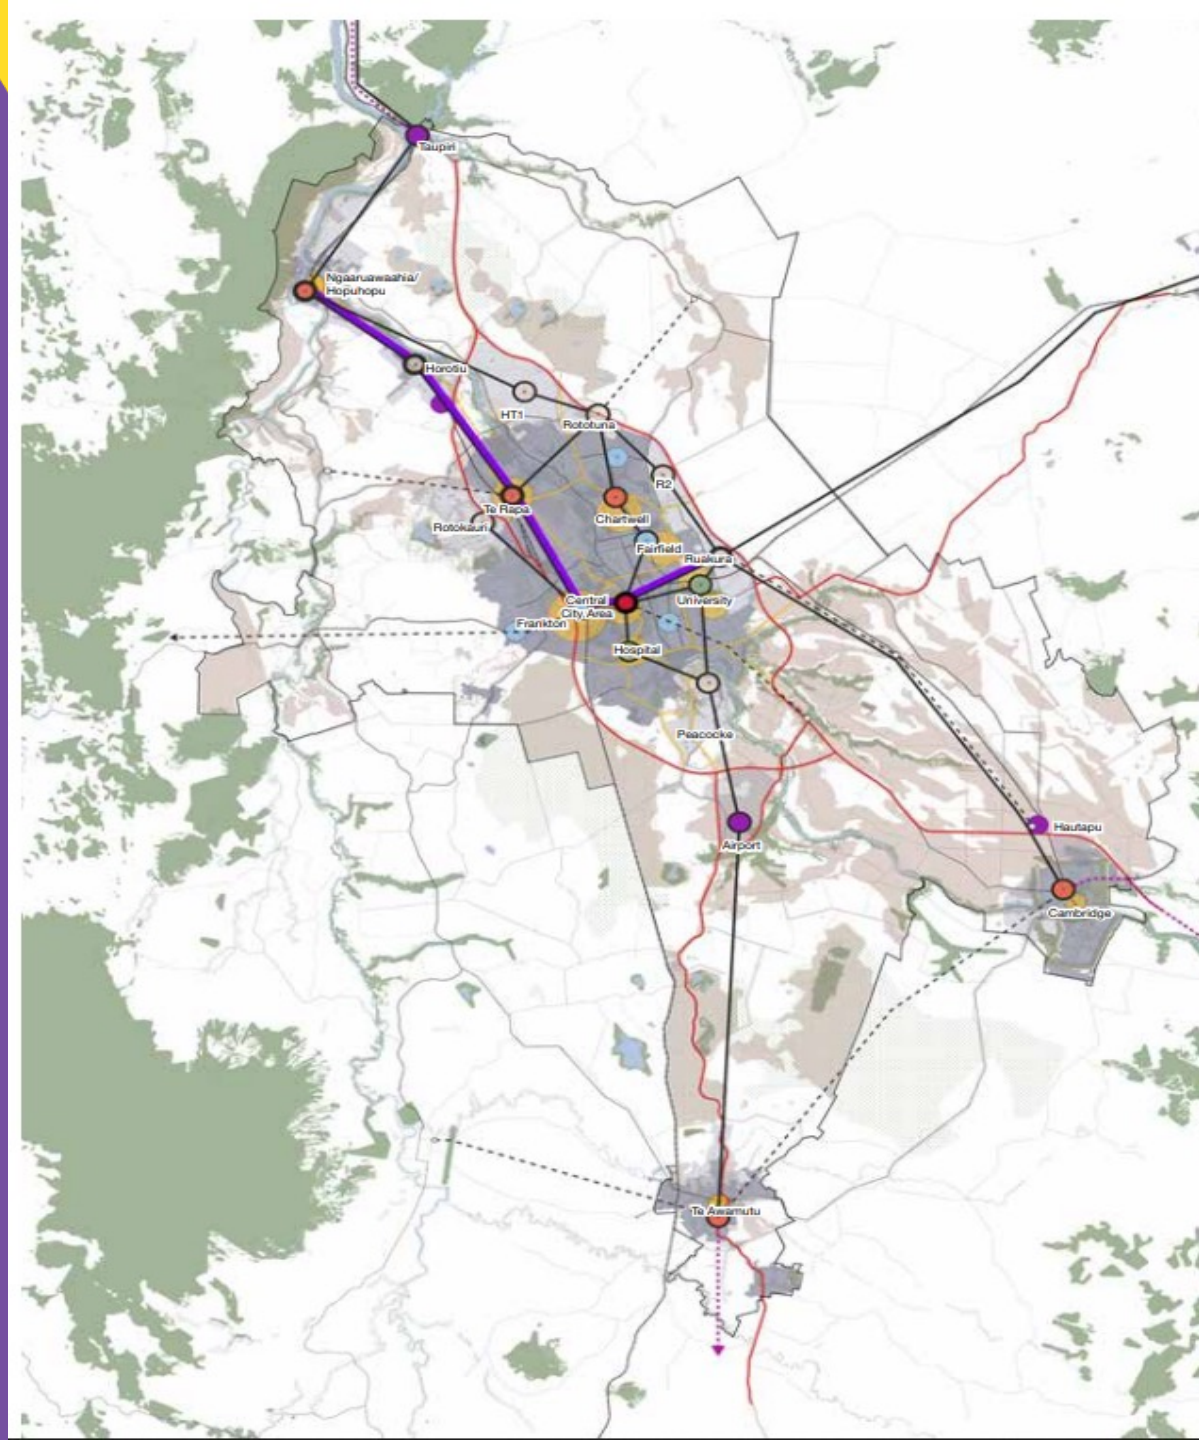 Taupiri
Ngaaruawaahia/
Hopuhopu
Horotiu
HT1
Rototuna
R2
Te Rapa
Chartwell
Rotokauri
Fairfield
Ruakura
Central
City Area
University
Frankton
Hospital
Peacocke
Hautapu
Airport
Cambridge
Te Awamutu